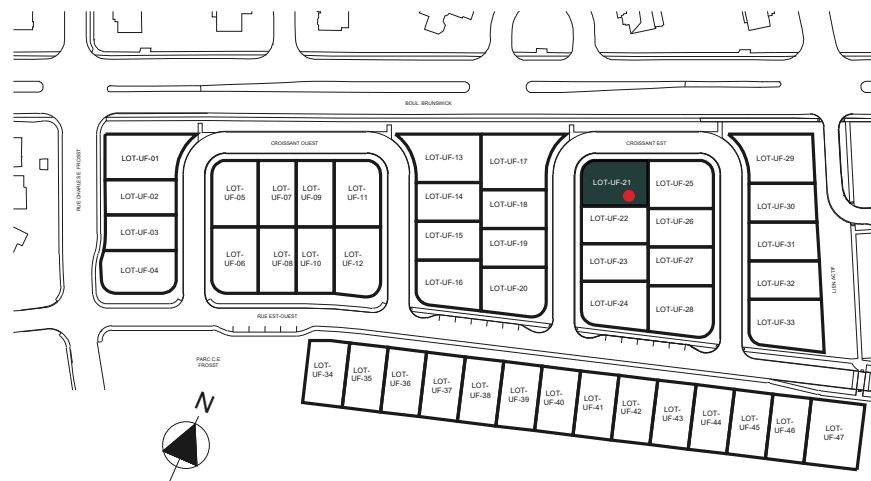 BOUL. BRUNSWICK
RUE CHARLES E. FROSST
CROISSANT OUEST
CROISSANT EST
LOT-UF-01
LOT-UF-02
LOT-UF-03
LOT-UF-04
LOT-
UF-05
LOT-
UF-07
LOT-
UF-09
LOT-
UF-11
LOT-
UF-06
LOT-
UF-08
LOT-
UF-10
LOT-
UF-12
LOT-UF-13
LOT-UF-14
LOT-UF-15
LOT-UF-16
LOT-UF-17
LOT-UF-18
LOT-UF-19
LOT-UF-20
LOT-UF-21
LOT-UF-22
LOT-UF-23
LOT-UF-24
LOT-UF-25
LOT-UF-26
LOT-UF-27
LOT-UF-28
LOT-UF-29
LOT-UF-30
LOT-UF-31
LOT-UF-32
LOT-UF-33
LIEN ACTIF
RUE EST-OUEST
PARC C.E.
FROSST
LOT-
UF-34
LOT-
UF-35
LOT-
UF-36
LOT-
UF-37
LOT-
UF-38
LOT-
UF-39
LOT-
UF-40
LOT-
UF-41
LOT-
UF-42
LOT-
UF-43
LOT-
UF-44
LOT-
UF-45
LOT-
UF-46
LOT-
UF-47
N